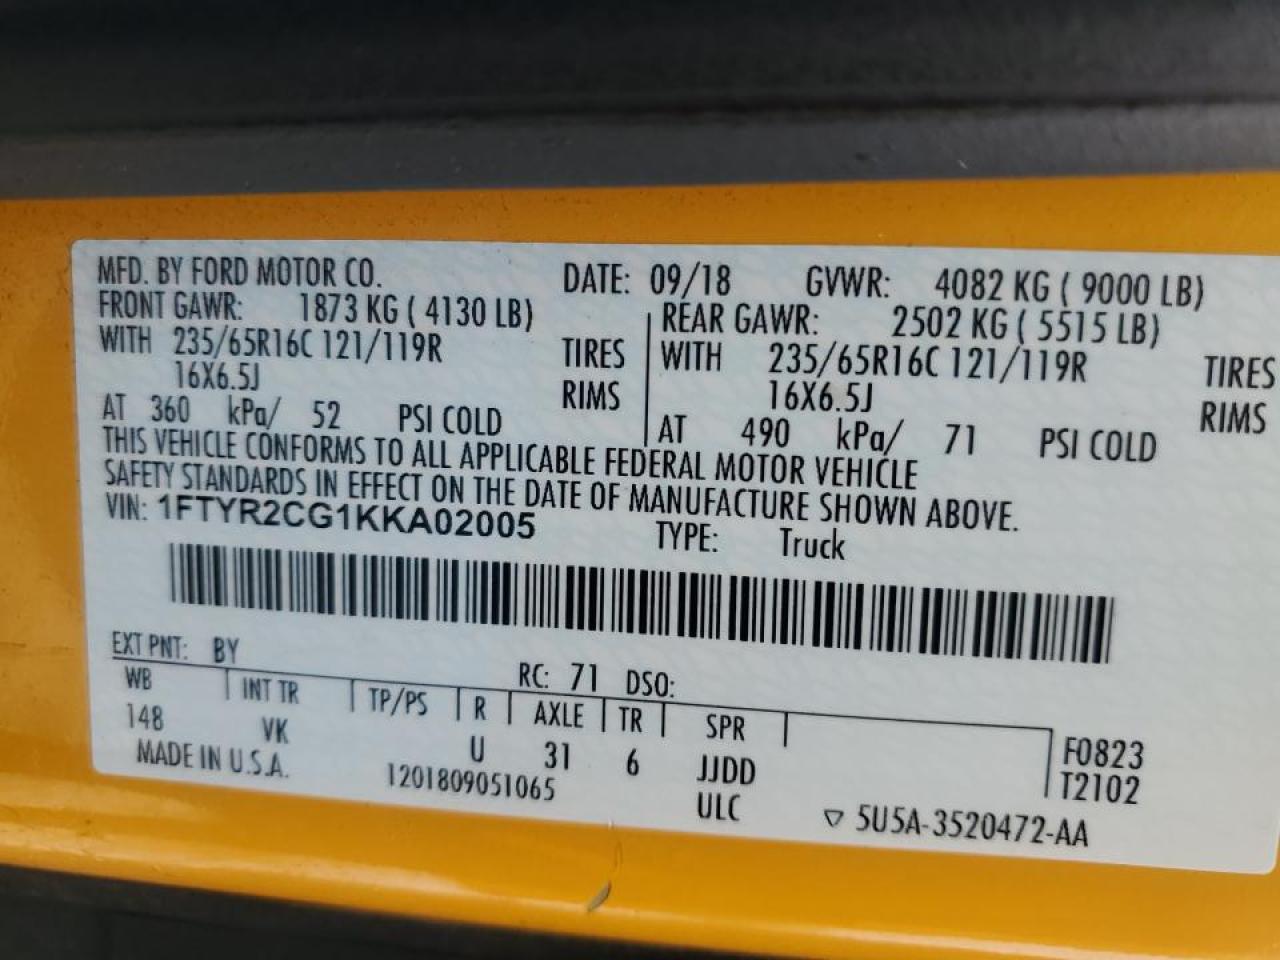 MFD. BY FORD MOTOR CO. DATE: 09/18 GVWR: 4082 KG ( 9000 LB)
FRONT GAWR: 1873 KG ( 4130 LB) REAR GAWR: 2502 KG ( 5515 LB)
WITH 235/65R16C 121/119R TIRES WITH 235/65R16C 121/119R TIRES
16X6.5J RIMS 16X6.5J RIMS
AT 360 kPa/ 52 PSI COLD AT 490 kPa/ 71 PSI COLD
THIS VEHICLE CONFORMS TO ALL APPLICABLE FEDERAL MOTOR VEHICLE
SAFETY STANDARDS IN EFFECT ON THE DATE OF MANUFACTURE SHOWN ABOVE.
VIN: 1FTYR2CG1KKA02005 TYPE: Truck
EXT PNT: BY RC: 71 DSO:
WB INT TR TP/PS R AXLE TR SPR
148 VK U 31 6 JJDD F0823
MADE IN U.S.A. 1201809051065 ULC T2102
5U5A-3520472-AA